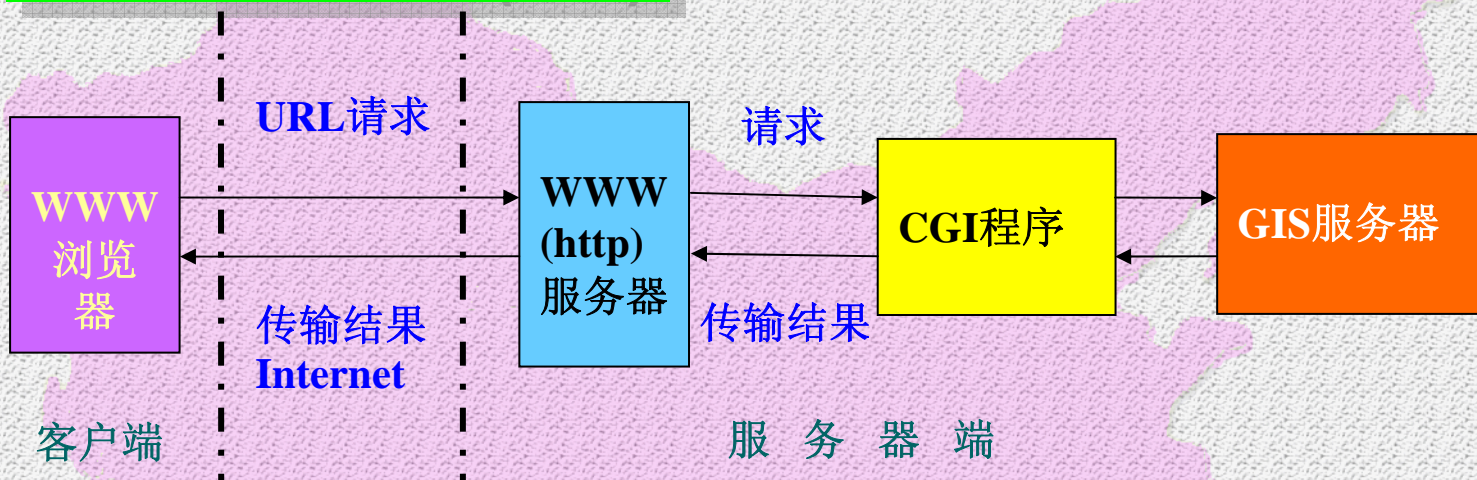 URL请求
请求
WWW
浏览
器
WWW
(http)
服务器
CGI程序
GIS服务器
传输结果
Internet
传输结果
客户端
服 务 器 端